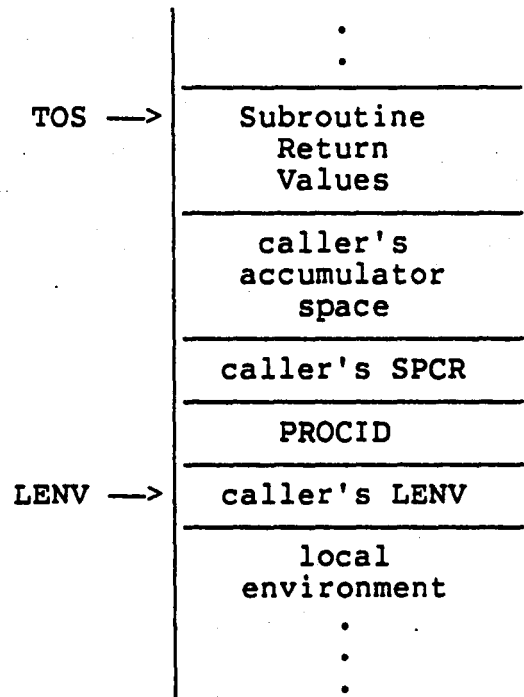 TOS —> Subroutine
Return
Values
caller's
accumulator
space
caller's SPCR
PROCID
LENV —> caller's LENV
local
environment